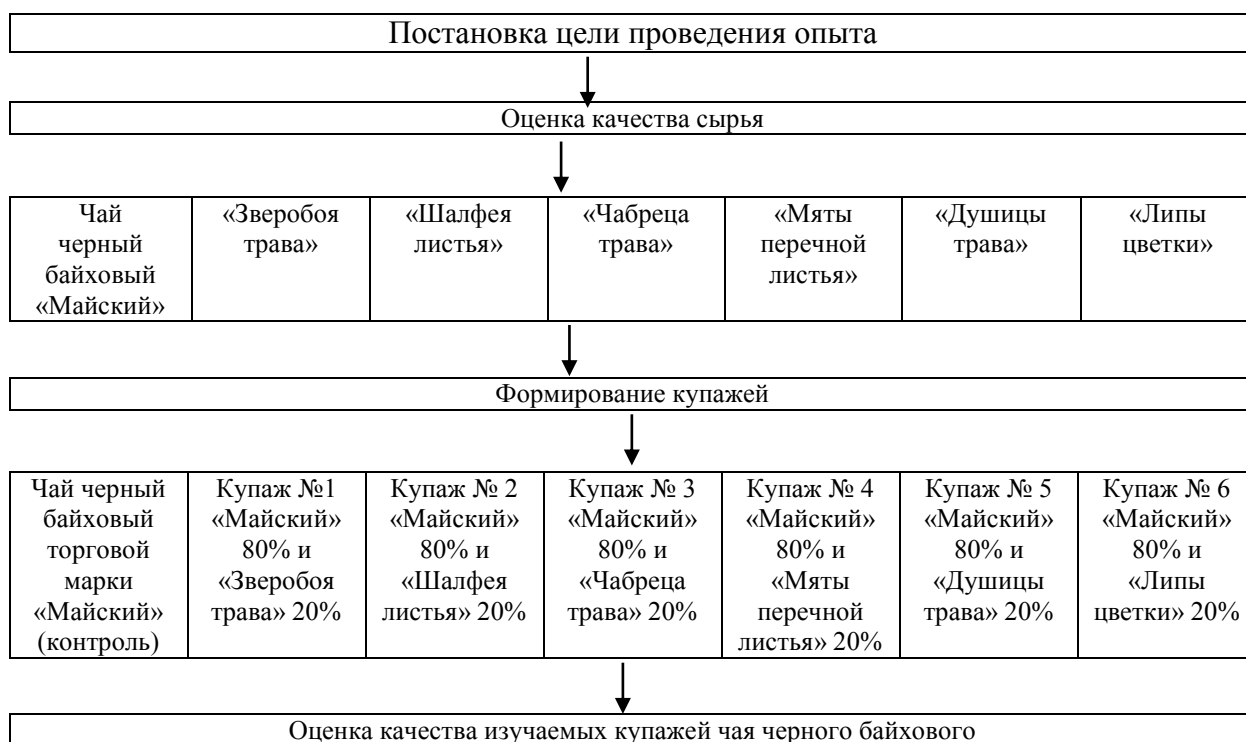 Постановка цели проведения опыта
Оценка качества сырья
Чай
черный
байховый
«Майский»
«Зверобоя
трава»
«Шалфея
листья»
«Чабреца
трава»
«Мяты
перечной
листья»
«Душицы
трава»
«Липы
цветки»
Формирование купажей
Чай черный
байховый
торговой
марки
«Майский»
(контроль)
Купаж №1
«Майский»
80% и
«Зверобоя
трава» 20%
Купаж № 2
«Майский»
80% и
«Шалфея
листья» 20%
Купаж № 3
«Майский»
80% и
«Чабреца
трава» 20%
Купаж № 4
«Майский»
80% и
«Мяты
перечной
листья» 20%
Купаж № 5
«Майский»
80% и
«Душицы
трава» 20%
Купаж № 6
«Майский»
80% и
«Липы
цветки» 20%
Оценка качества изучаемых купажей чая черного байхового